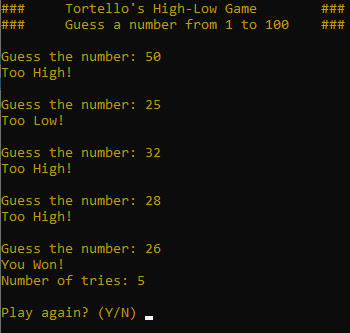 ### Tortello's High-Low Game ###
### Guess a number from 1 to 100 ###
Guess the number: 50
Too High!
Guess the number: 25
Too Low!
Guess the number: 32
Too High!
Guess the number: 28
Too High!
Guess the number: 26
You Won!
Number of tries: 5
Play again? (Y/N)